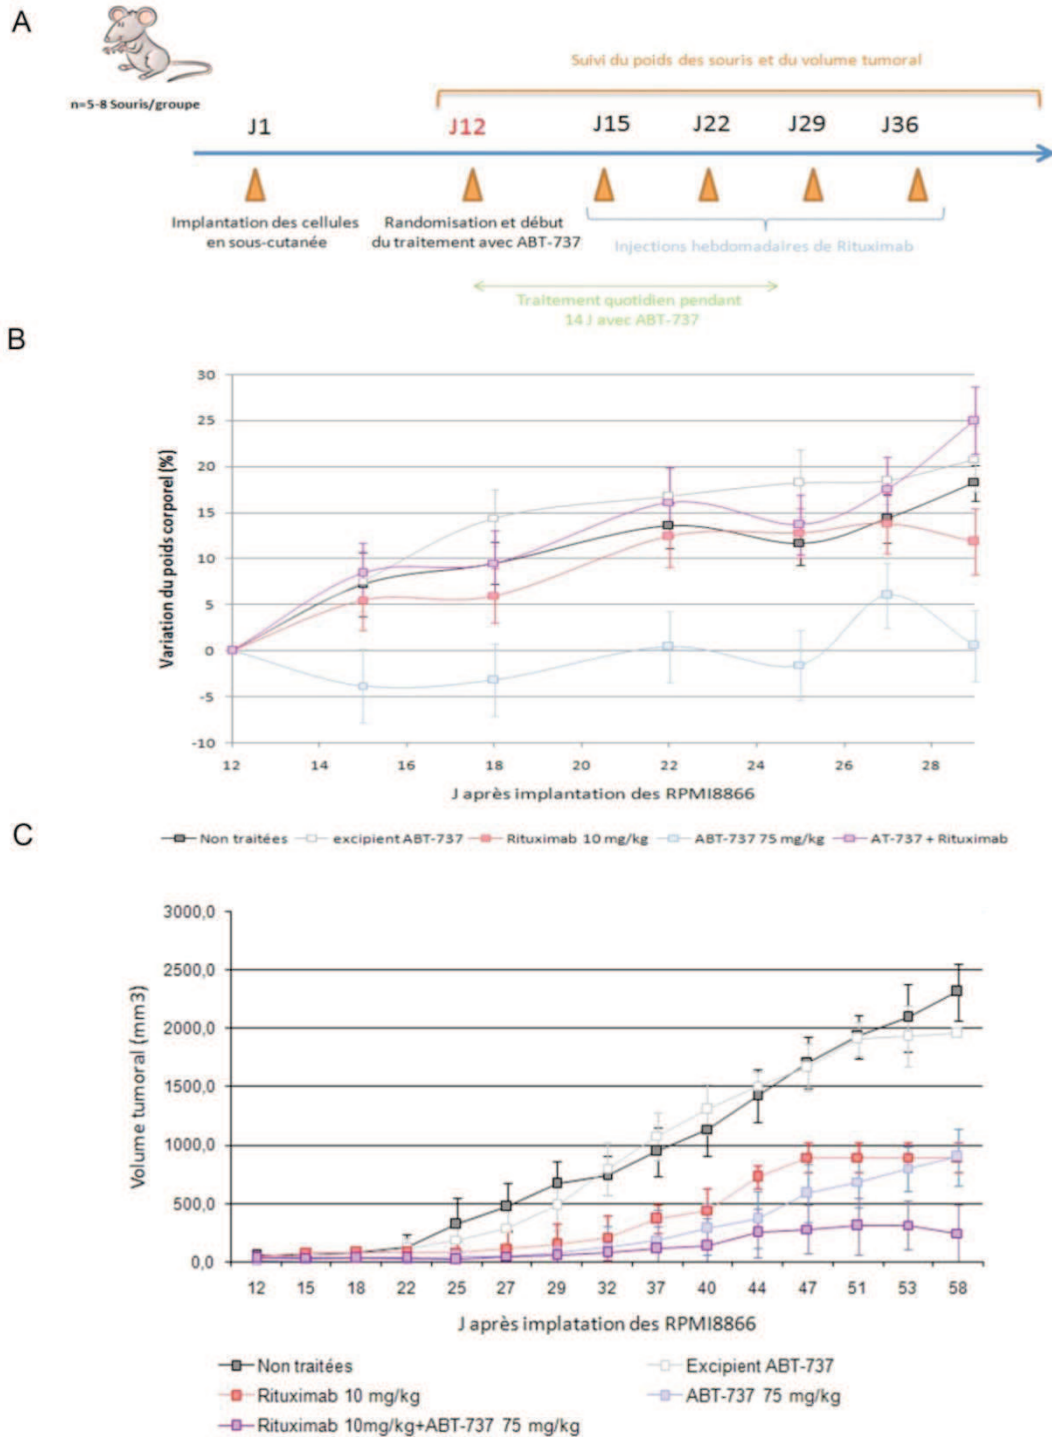 A
n=5-8 Souris/groupe
Suivi du poids des souris et du volume tumoral
J1
J12
J15
J22
J29
J36
Implantation des cellules
en sous-cutanée
Randomisation et début
du traitement avec ABT-737
Injections hebdomadaires de Rituximab
Traitement quotidien pendant
14 J avec ABT-737
B
Variation du poids corporel (%)
30
25
20
15
10
5
0
-5
-10
12 14 16 18 20 22 24 26 28
J après implantation des RPMI8866
Non traitées excipient ABT-737 Rituximab 10 mg/kg ABT-737 75 mg/kg AT-737 + Rituximab
C
Volume tumoral (mm3)
3000,0
2500,0
2000,0
1500,0
1000,0
500,0
0,0
12 15 18 22 25 27 29 32 37 40 44 47 51 53 58
J après implatation des RPMI8866
Non traitées Excipient ABT-737
Rituximab 10 mg/kg ABT-737 75 mg/kg
Rituximab 10mg/kg+ABT-737 75 mg/kg